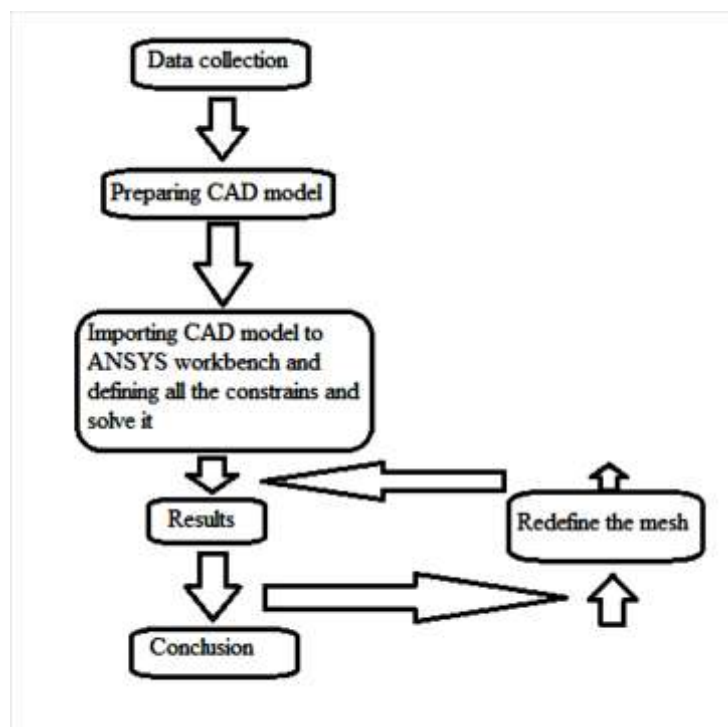 Data collection
Preparing CAD model
Importing CAD model to
ANSYS workbench and
defining all the constrains and
solve it
Results
Redefine the mesh
Conclusion